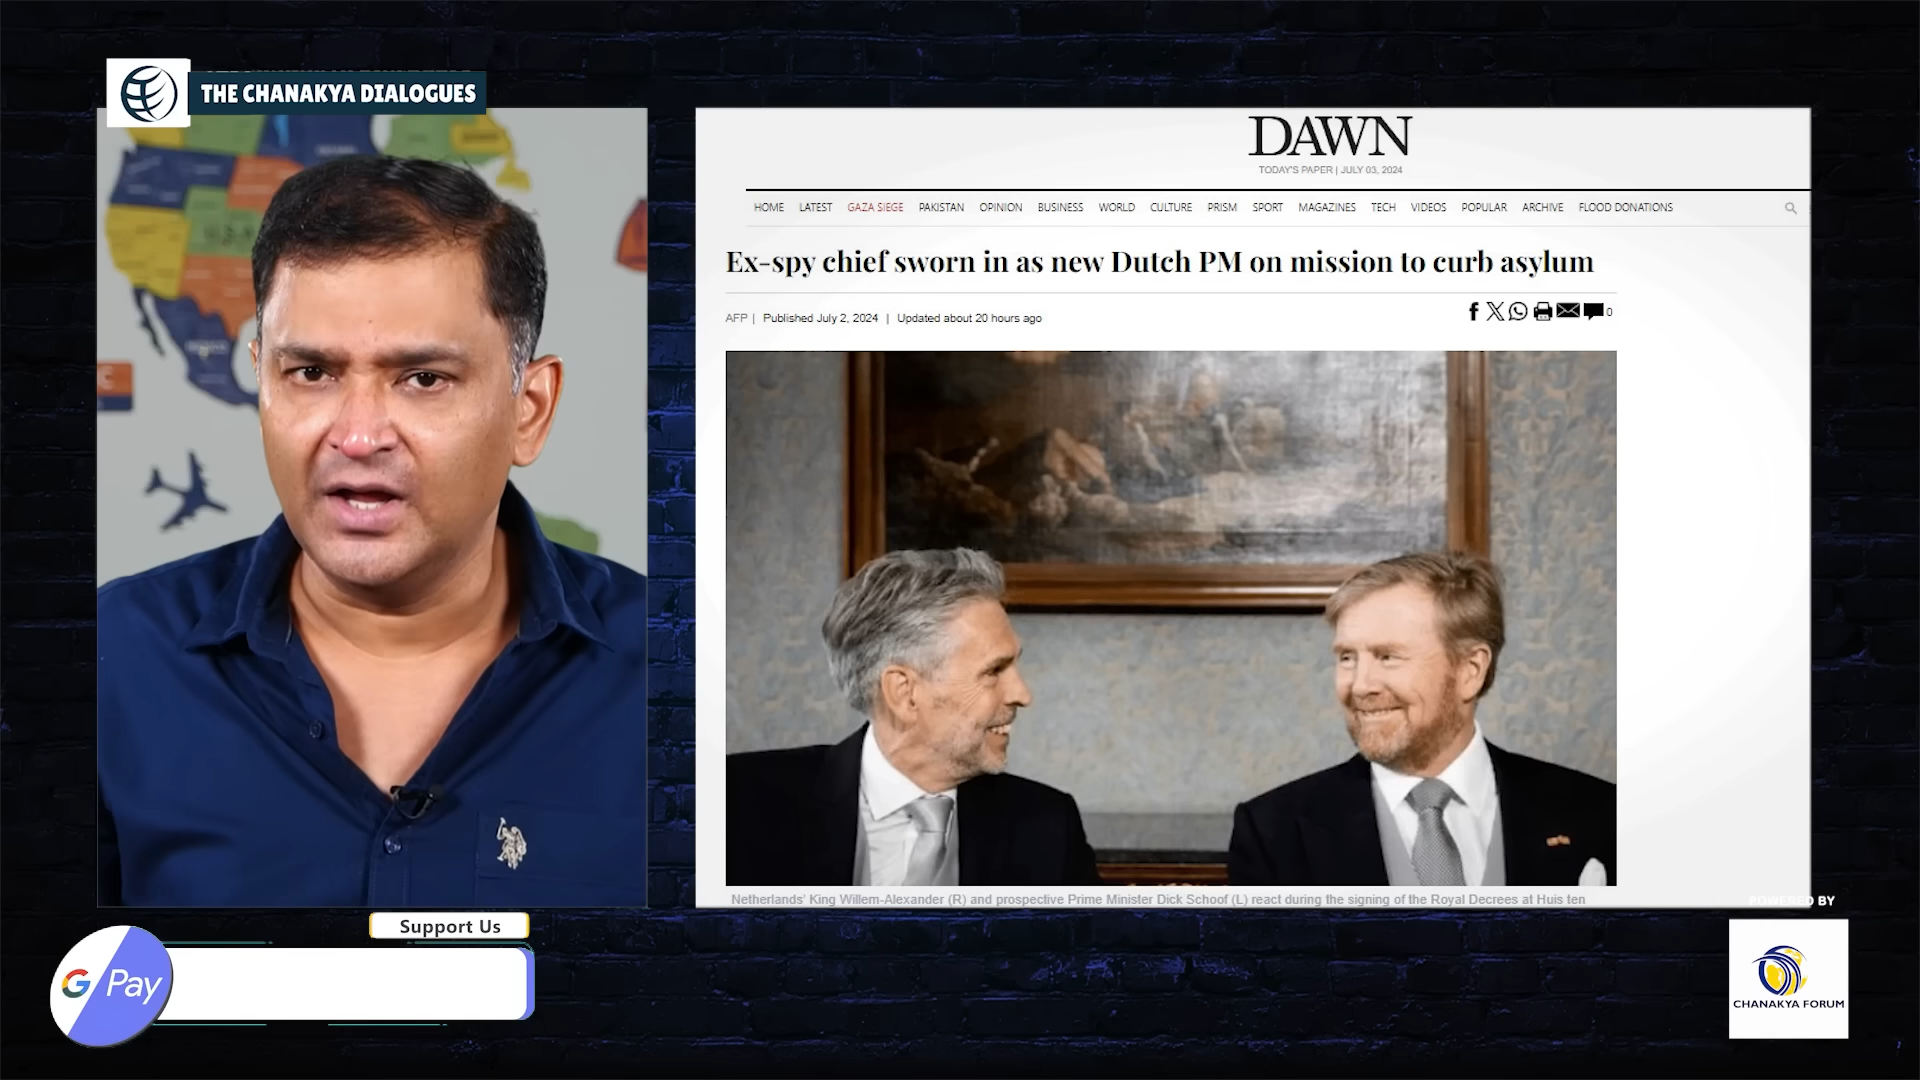 THE CHANAKYA DIALOGUES
DAWN
TODAY'S PAPER | JULY 03, 2024
HOME LATEST GAZA SIEGE PAKISTAN OPINION BUSINESS WORLD CULTURE PRISM SPORT MAGAZINES TECH VIDEOS POPULAR ARCHIVE FLOOD DONATIONS
Ex-spy chief sworn in as new Dutch PM on mission to curb asylum
AFP | Published July 2, 2024 | Updated about 20 hours ago
0
Netherlands' King Willem-Alexander (R) and prospective Prime Minister Dick Schoof (L) react during the signing of the Royal Decrees at Huis ten
Support Us
G Pay
POWERED BY
CHANAKYA FORUM